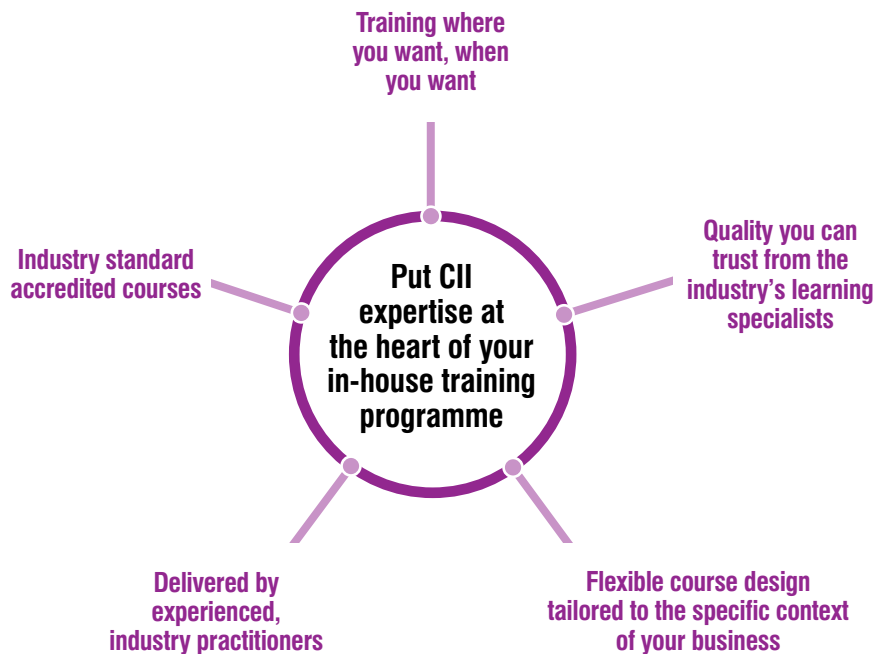 Training where
you want, when
you want
Industry standard
accredited courses
Quality you can
trust from the
industry’s learning
specialists
Put CII
expertise at
the heart of your
in-house training
programme
Delivered by
experienced,
industry practitioners
Flexible course design
tailored to the specific context
of your business